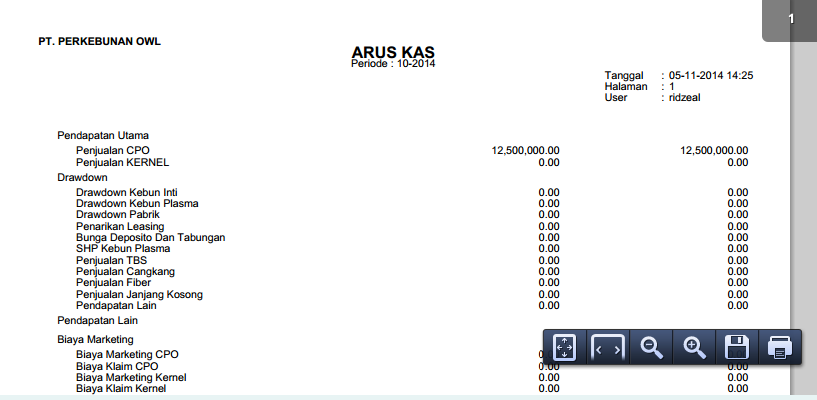 1
PT. PERKEBUNAN OWL
ARUS KAS
Periode : 10-2014
Tanggal : 05-11-2014 14:25
Halaman : 1
User : ridzeal
Pendapatan Utama
Penjualan CPO 12,500,000.00 12,500,000.00
Penjualan KERNEL 0.00 0.00
Drawdown
Drawdown Kebun Inti 0.00 0.00
Drawdown Kebun Plasma 0.00 0.00
Drawdown Pabrik 0.00 0.00
Penarikan Leasing 0.00 0.00
Bunga Deposito Dan Tabungan 0.00 0.00
SHP Kebun Plasma 0.00 0.00
Penjualan TBS 0.00 0.00
Penjualan Cangkang 0.00 0.00
Penjualan Fiber 0.00 0.00
Penjualan Janjang Kosong 0.00 0.00
Pendapatan Lain 0.00 0.00
Pendapatan Lain
Biaya Marketing
Biaya Marketing CPO
Biaya Klaim CPO 0.00 0.00
Biaya Marketing Kernel 0.00 0.00
Biaya Klaim Kernel 0.00 0.00